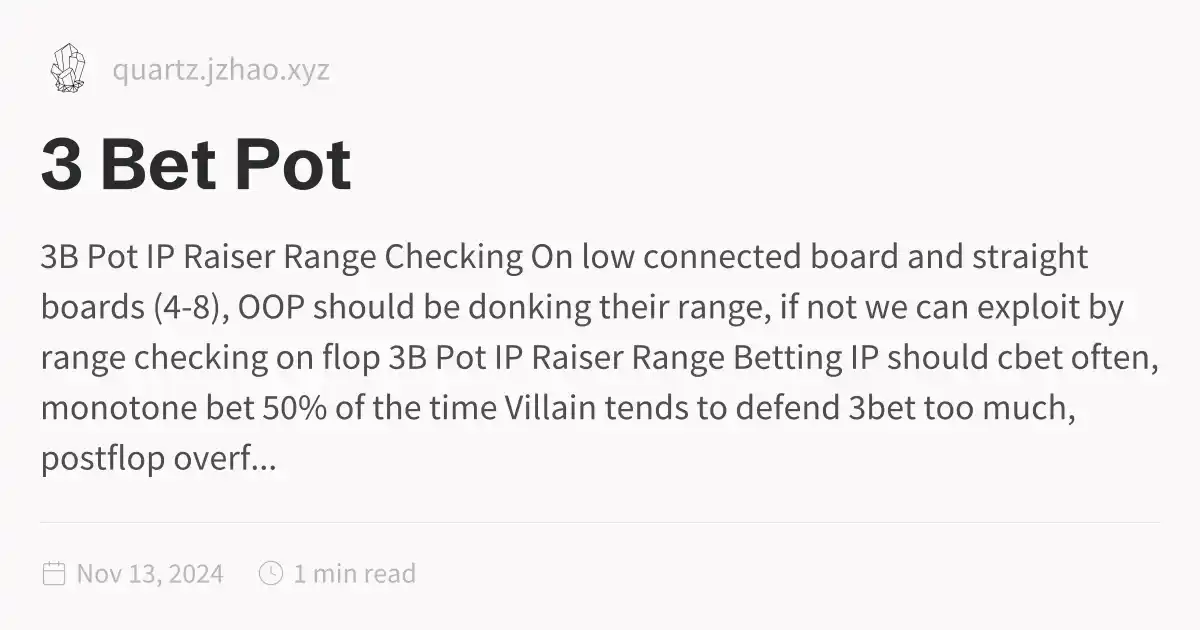 quartz.jzhao.xyz
3 Bet Pot
3B Pot IP Raiser Range Checking On low connected board and straight
boards (4-8), OOP should be donking their range, if not we can exploit by
range checking on flop 3B Pot IP Raiser Range Betting IP should cbet often,
monotone bet 50% of the time Villain tends to defend 3bet too much,
postflop overf...
Nov 13, 2024 1 min read